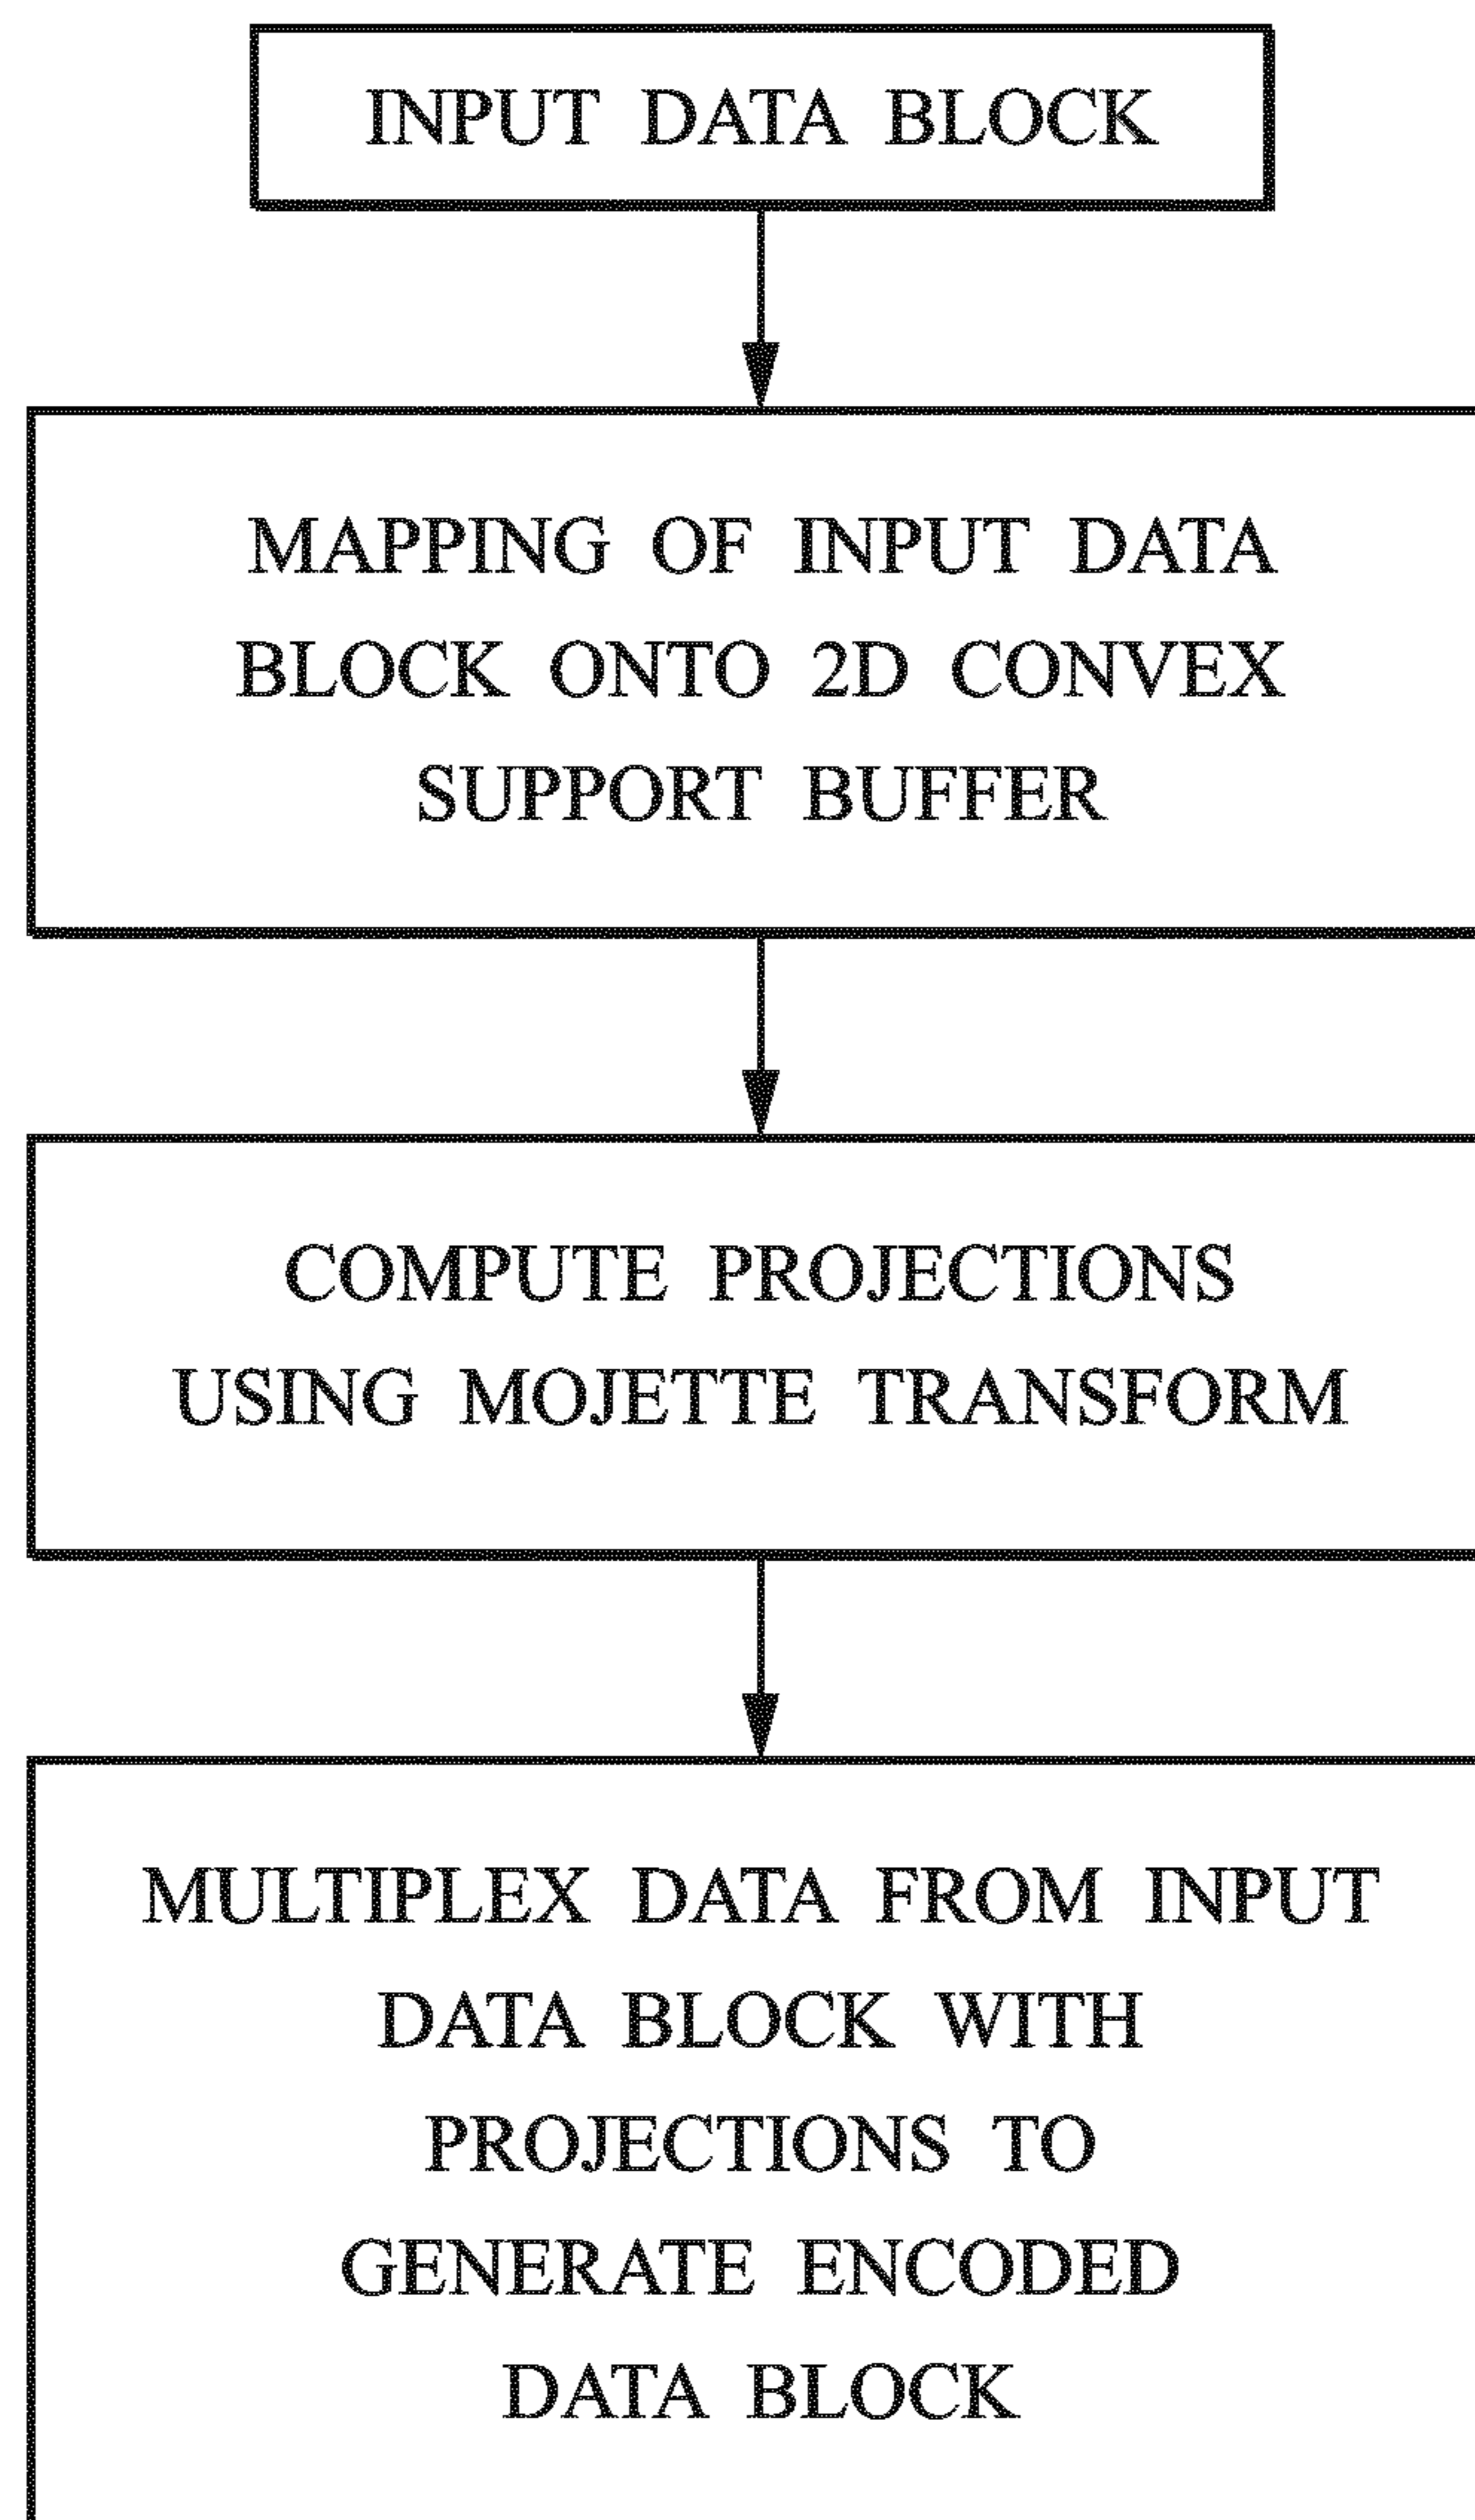 INPUT DATA BLOCK
MAPPING OF INPUT DATA
BLOCK ONTO 2D CONVEX
SUPPORT BUFFER
COMPUTE PROJECTIONS
USING MOJETTE TRANSFORM
MULTIPLEX DATA FROM INPUT
DATA BLOCK WITH
PROJECTIONS TO
GENERATE ENCODED
DATA BLOCK